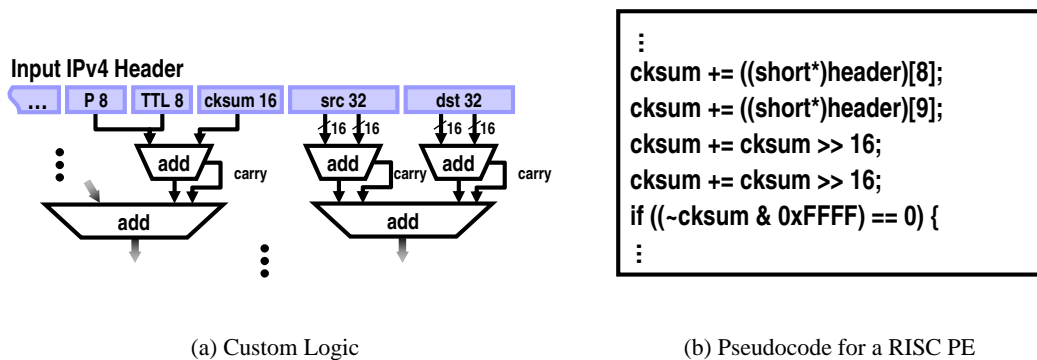 Input IPv4 Header
... P 8 TTL 8 cksum 16 src 32 dst 32
16 16 16 16
add add add
carry carry carry
add add
(a) Custom Logic
⋮
cksum += ((short*)header)[8];
cksum += ((short*)header)[9];
cksum += cksum >> 16;
cksum += cksum >> 16;
if ((~cksum & 0xFFFF) == 0) {
⋮
(b) Pseudocode for a RISC PE